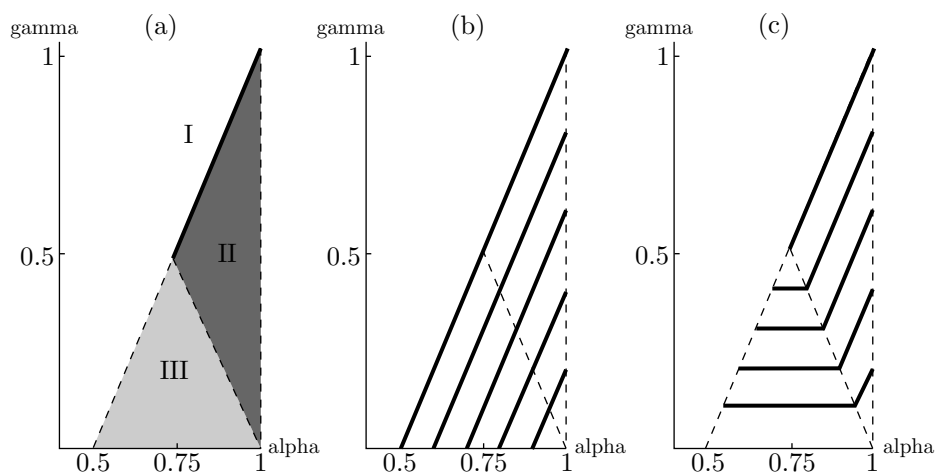 (a) (b) (c)
gamma gamma gamma
1 1 1
I
0.5 II 0.5 0.5
III
alpha alpha alpha
0.5 0.75 1 0.5 0.75 1 0.5 0.75 1